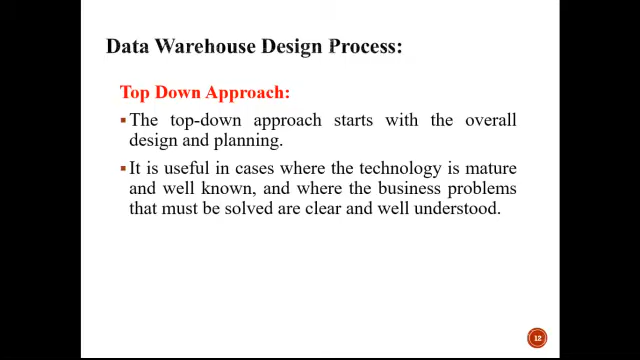 Data Warehouse Design Process:
Top Down Approach:
▪The top-down approach starts with the overall
design and planning.
▪It is useful in cases where the technology is mature
and well known, and where the business problems
that must be solved are clear and well understood.
12